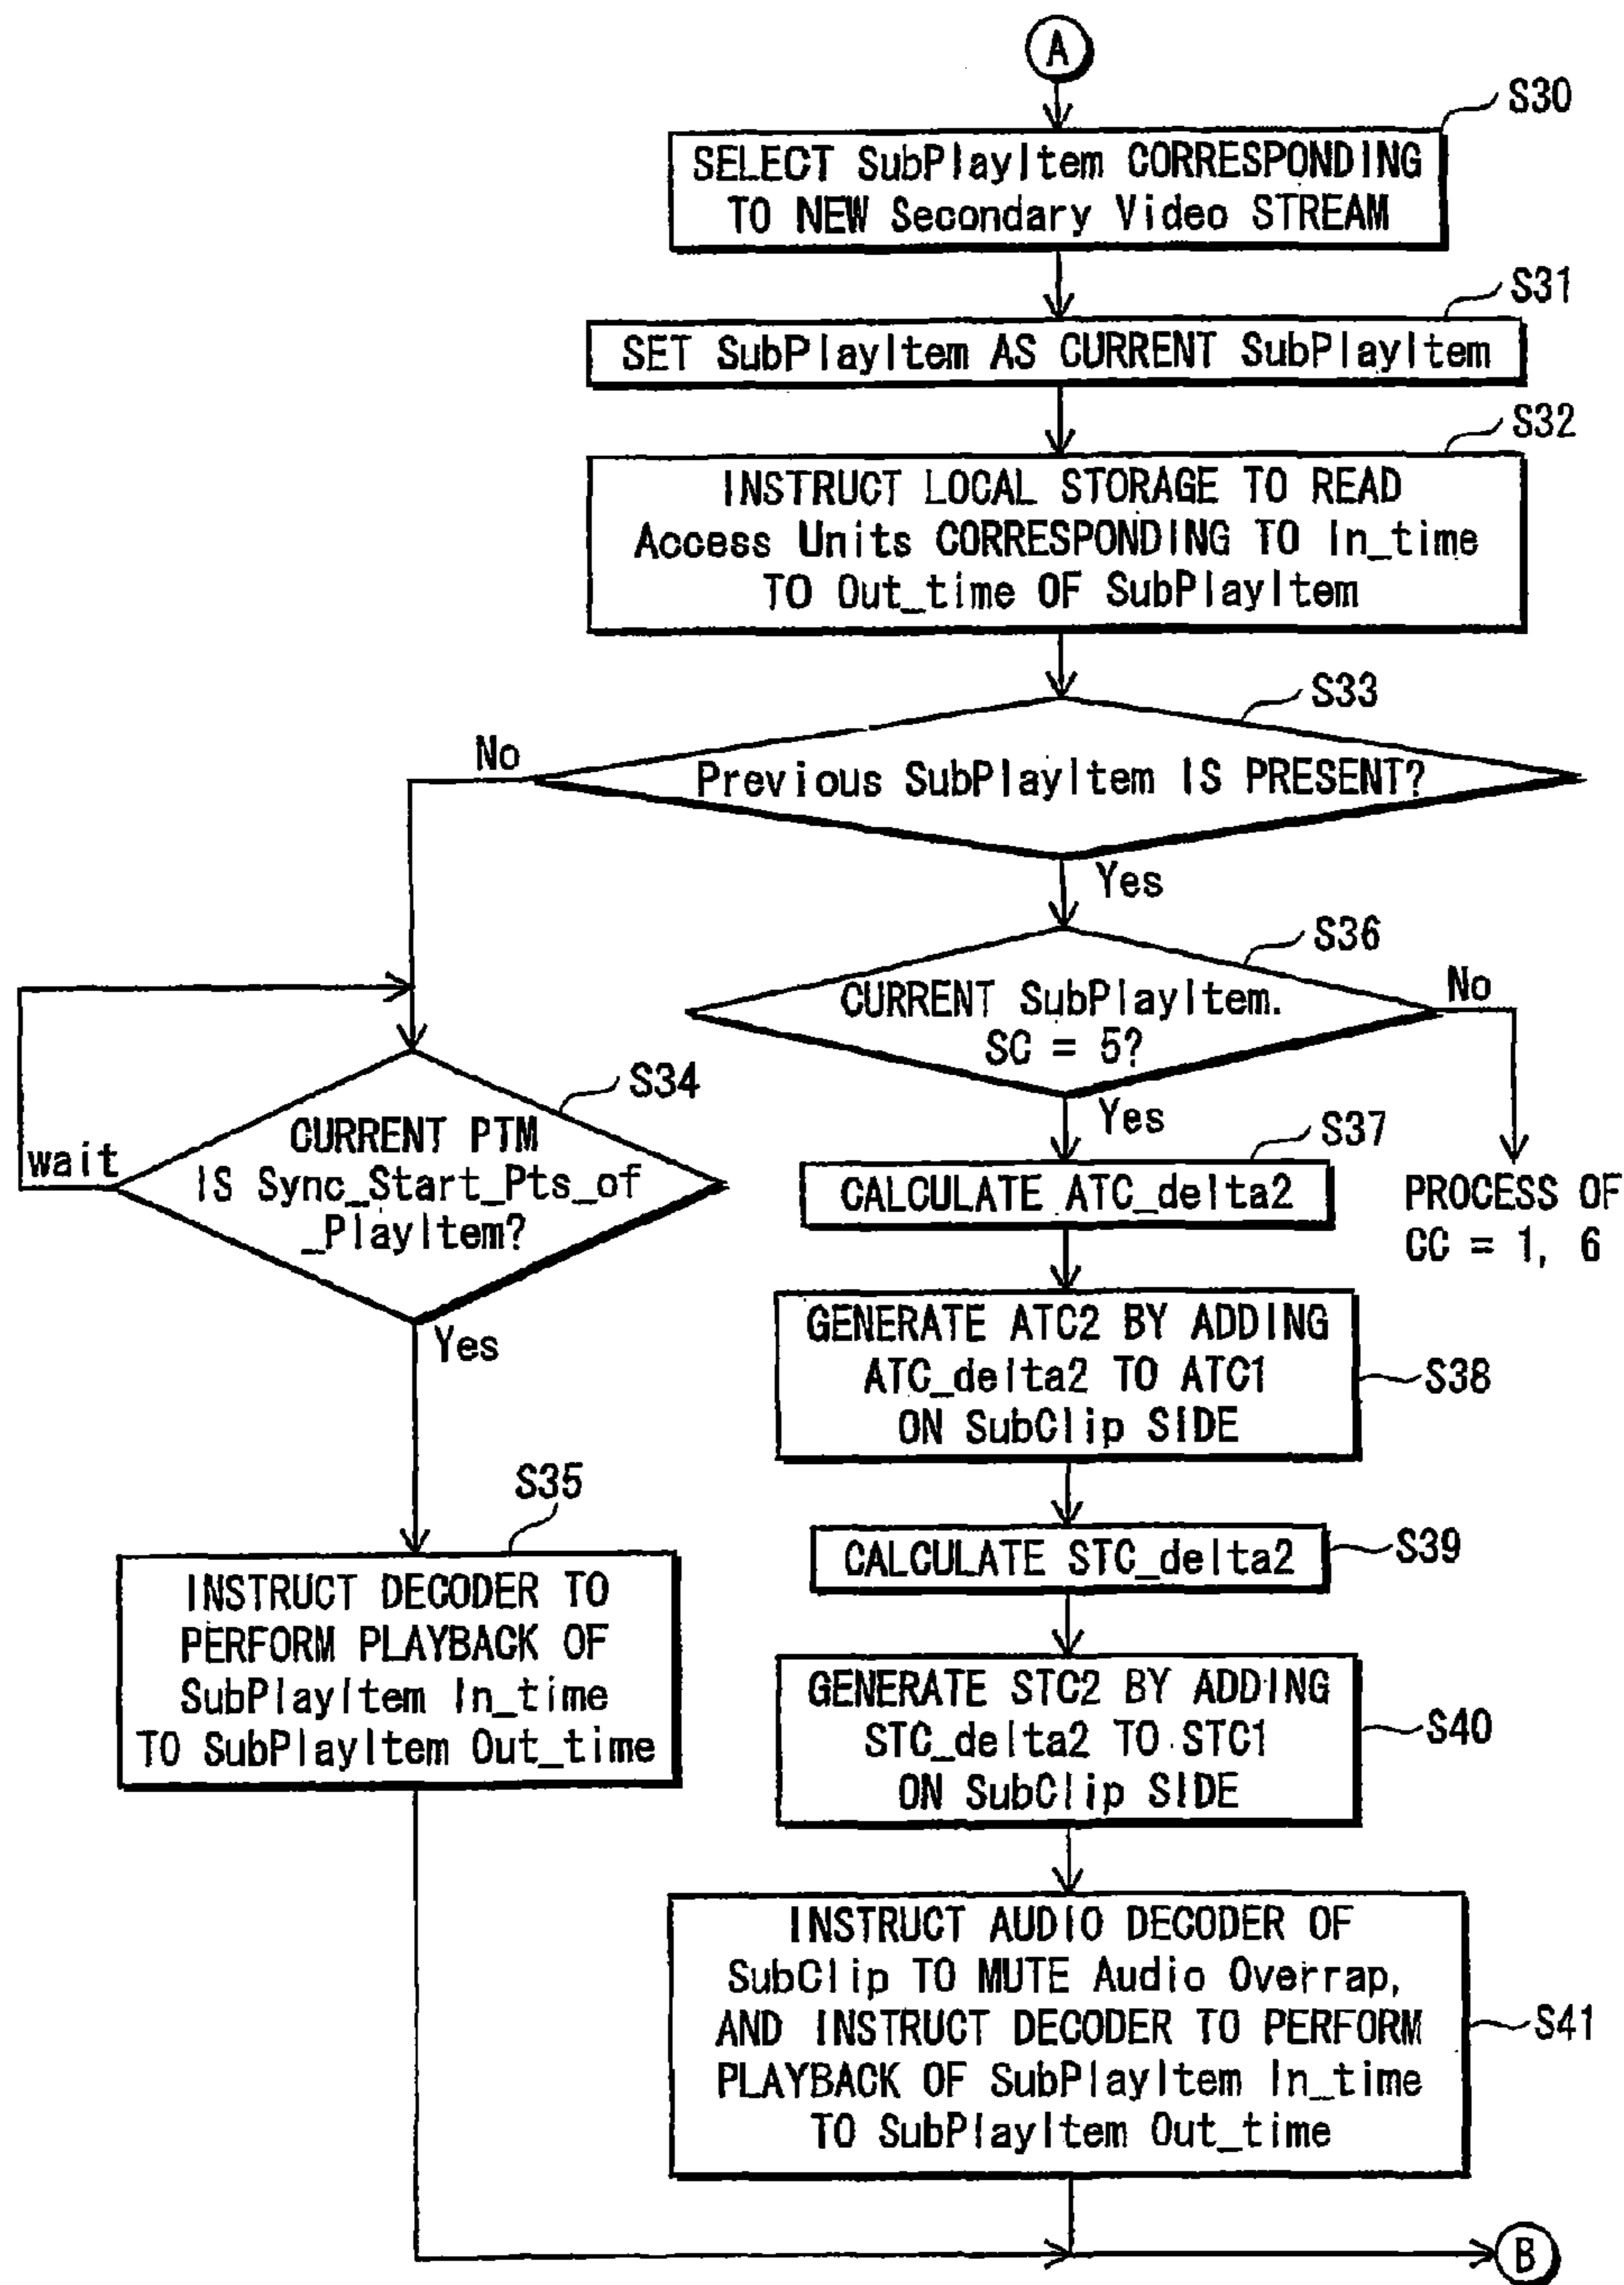 A
S30
SELECT SubPlayItem CORRESPONDING
TO NEW Secondary Video STREAM
S31
SET SubPlayItem AS CURRENT SubPlayItem
S32
INSTRUCT LOCAL STORAGE TO READ
Access Units CORRESPONDING TO In_time
TO Out_time OF SubPlayItem
S33
No
Previous SubPlayItem IS PRESENT?
Yes
S36
CURRENT SubPlayItem.
SC = 5?
No
Yes
PROCESS OF
CC = 1, 6
S34
CURRENT PTM
IS Sync_Start_Pts_of
_PlayItem?
wait
Yes
S35
INSTRUCT DECODER TO
PERFORM PLAYBACK OF
SubPlayItem In_time
TO SubPlayItem Out_time
S37
CALCULATE ATC_delta2
GENERATE ATC2 BY ADDING
ATC_delta2 TO ATC1
ON SubClip SIDE
S38
CALCULATE STC_delta2
S39
GENERATE STC2 BY ADDING
STC_delta2 TO STC1
ON SubClip SIDE
S40
INSTRUCT AUDIO DECODER OF
SubClip TO MUTE Audio Overrap,
AND INSTRUCT DECODER TO PERFORM
PLAYBACK OF SubPlayItem In_time
TO SubPlayItem Out_time
S41
B